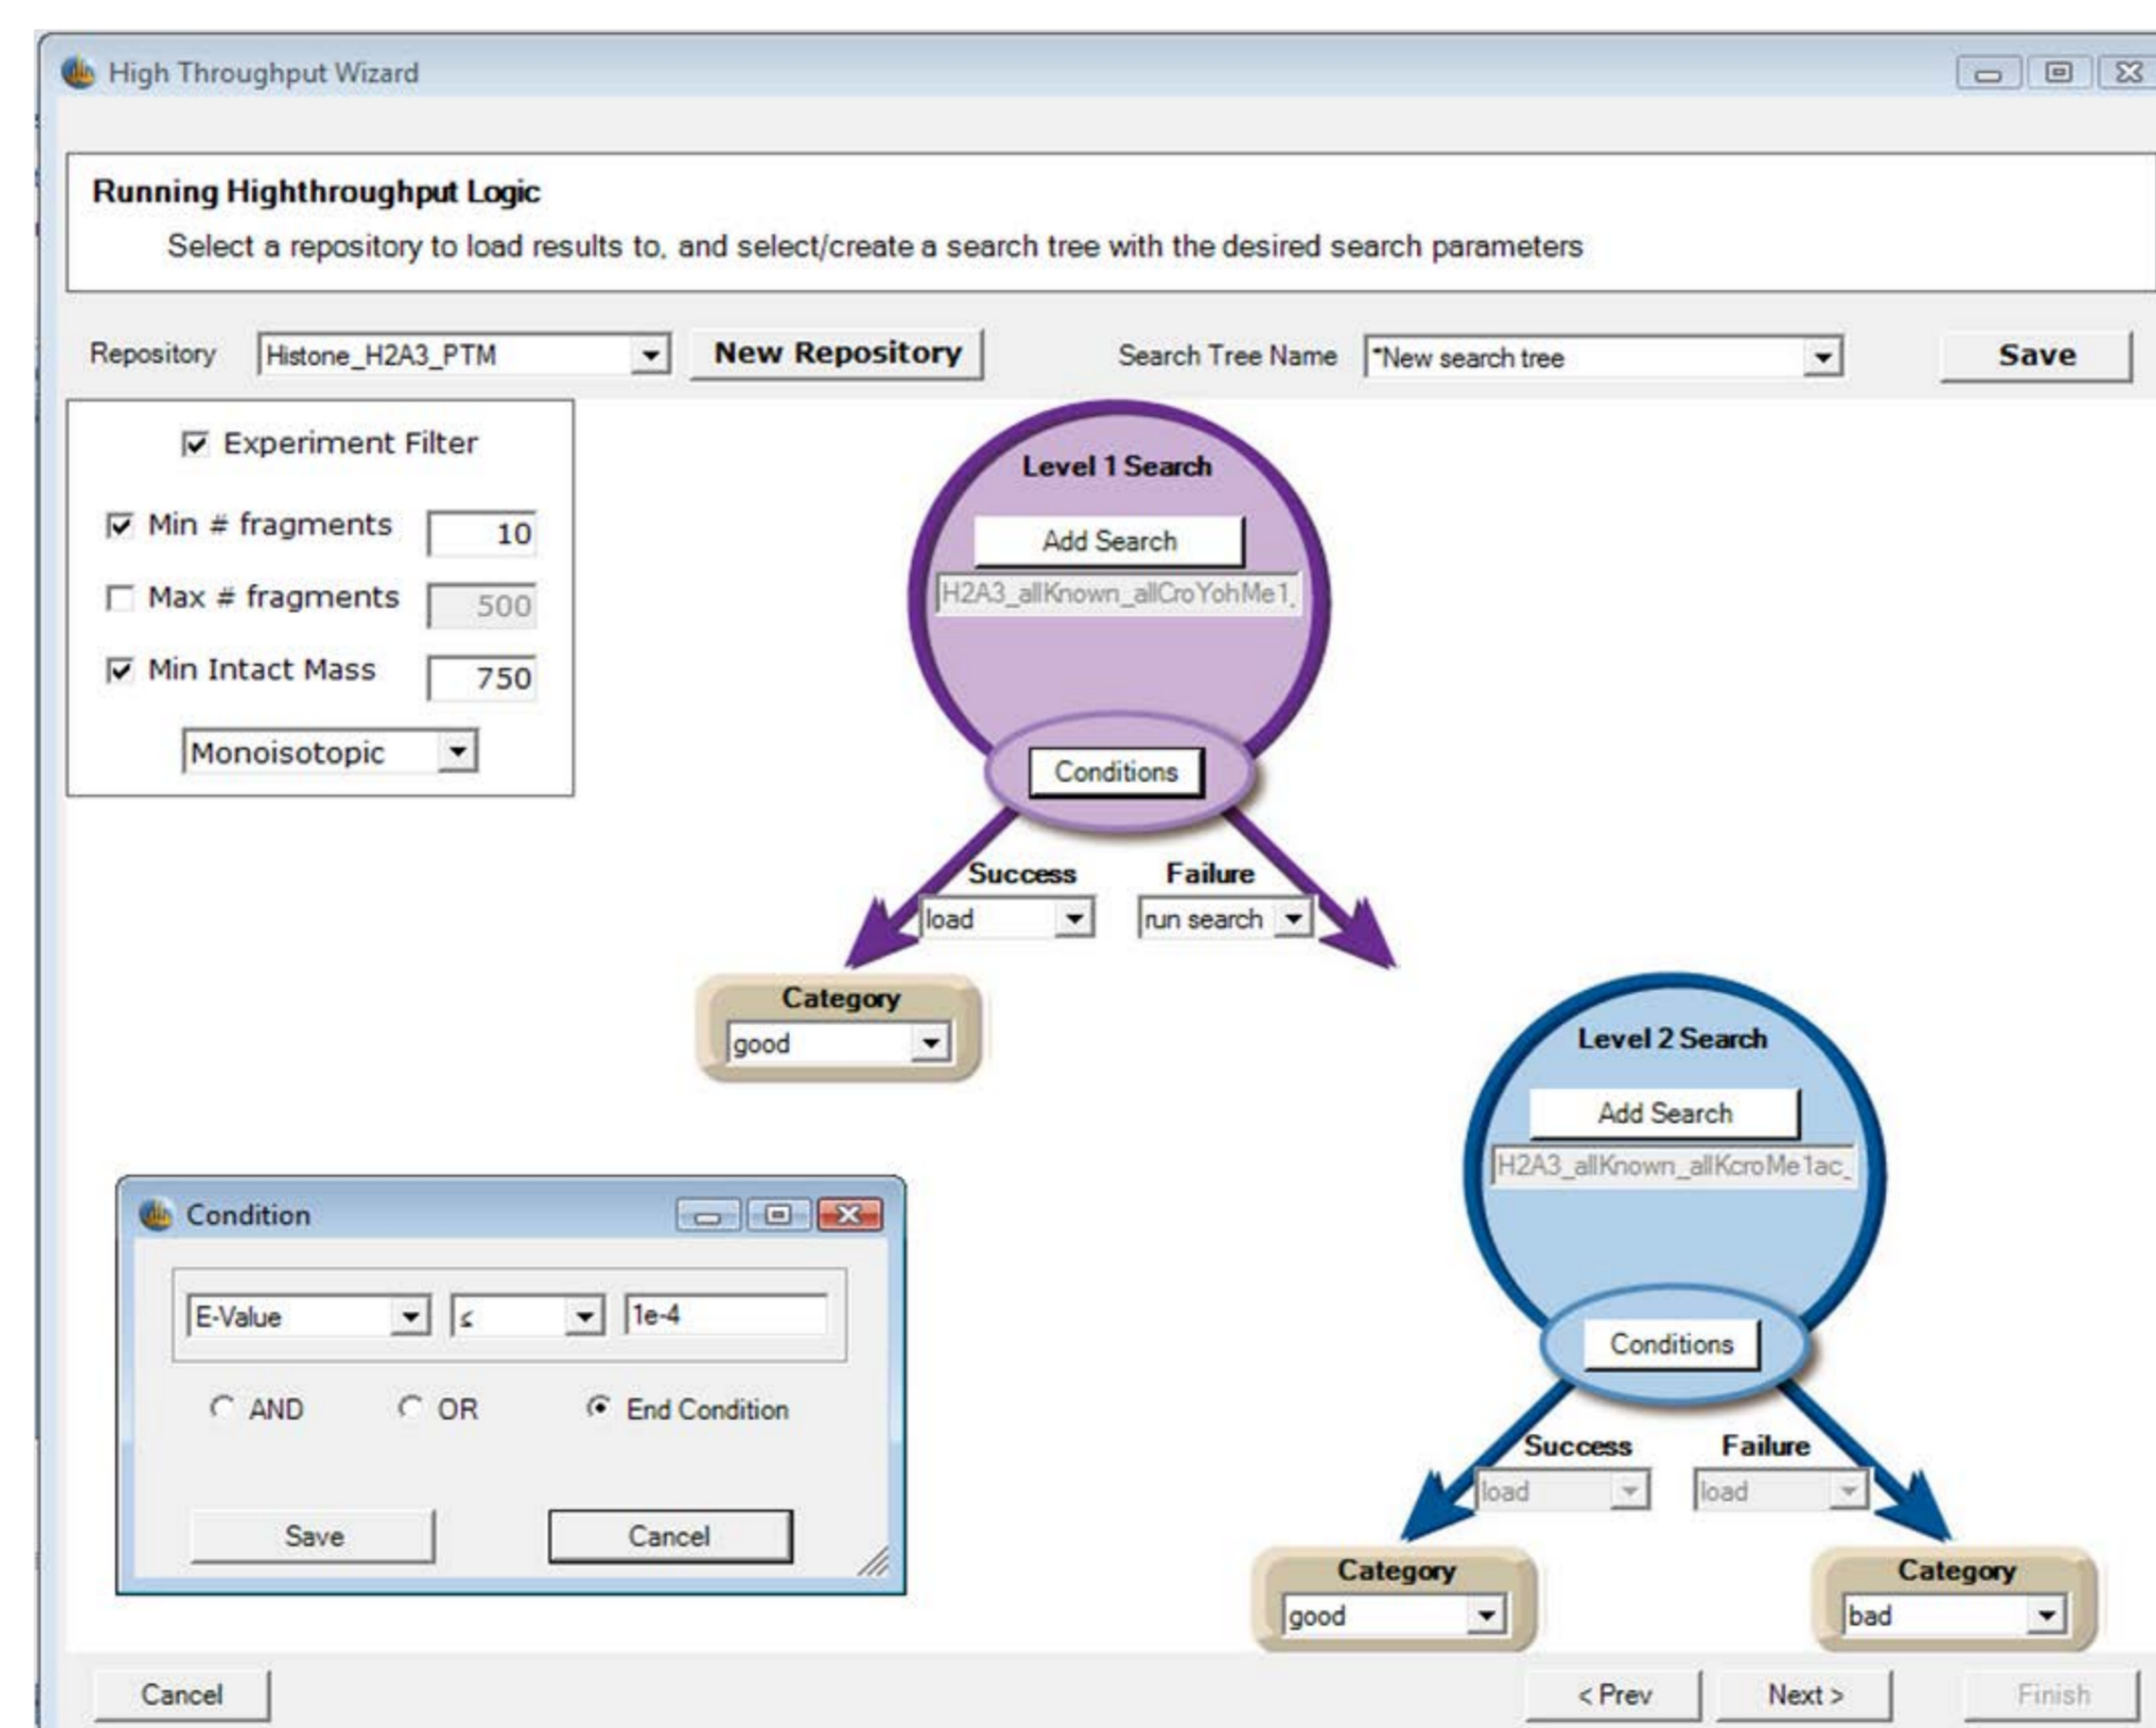 High Throughput Wizard
Running Highthroughput Logic
Select a repository to load results to, and select/create a search tree with the desired search parameters
Repository Histone_H2A3_PTM New Repository Search Tree Name *New search tree Save
Experiment Filter
Min # fragments 10
Max # fragments 500
Min Intact Mass 750
Monoisotopic
Level 1 Search
Add Search
H2A3_allKnown_allCroYohMe1_
Conditions
Success Failure
load run search
Category
good
Level 2 Search
Add Search
H2A3_allKnown_allKcroMe1ac_
Conditions
Success Failure
load load
Category Category
good bad
Condition
E-Value ≤ 1e-4
AND OR End Condition
Save Cancel
Cancel < Prev Next > Finish